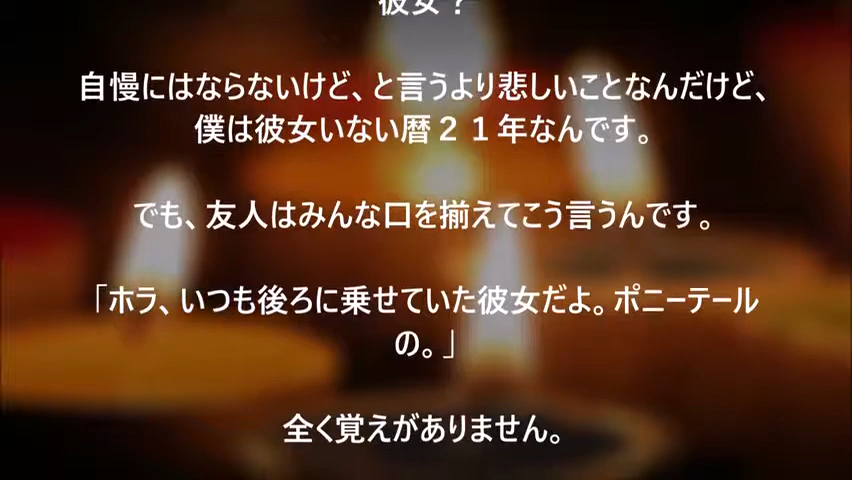 彼女？
自慢にはならないけど、と言うより悲しいことなんだけど、
僕は彼女いない暦２１年なんです。
でも、友人はみんな口を揃えてこう言うんです。
「ホラ、いつも後ろに乗せていた彼女だよ。ポニーテール
の。」
全く覚えがありません。